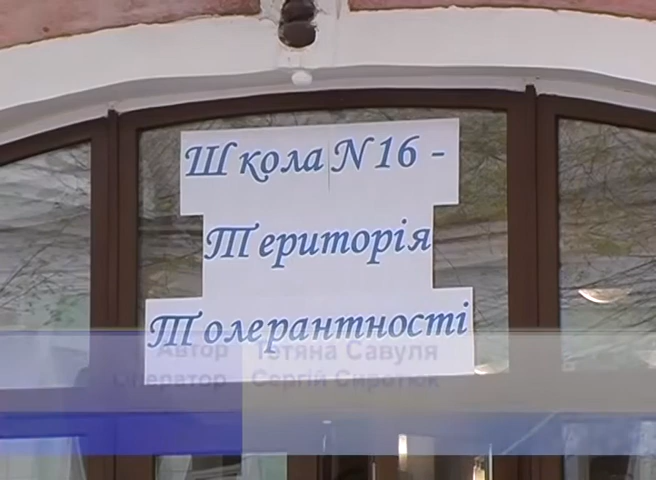 Школа N 16 -
Територія
Толерантності
Автор Тетяна Савуля
Оператор Сергій Сиротюк